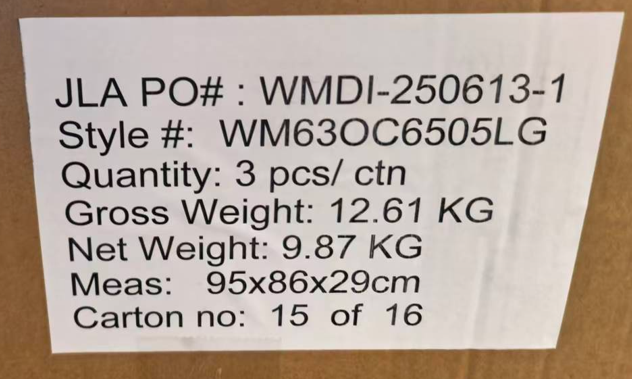 JLA PO# : WMDI-250613-1
Style #: WM63OC6505LG
Quantity: 3 pcs/ ctn
Gross Weight: 12.61 KG
Net Weight: 9.87 KG
Meas: 95x86x29cm
Carton no: 15 of 16